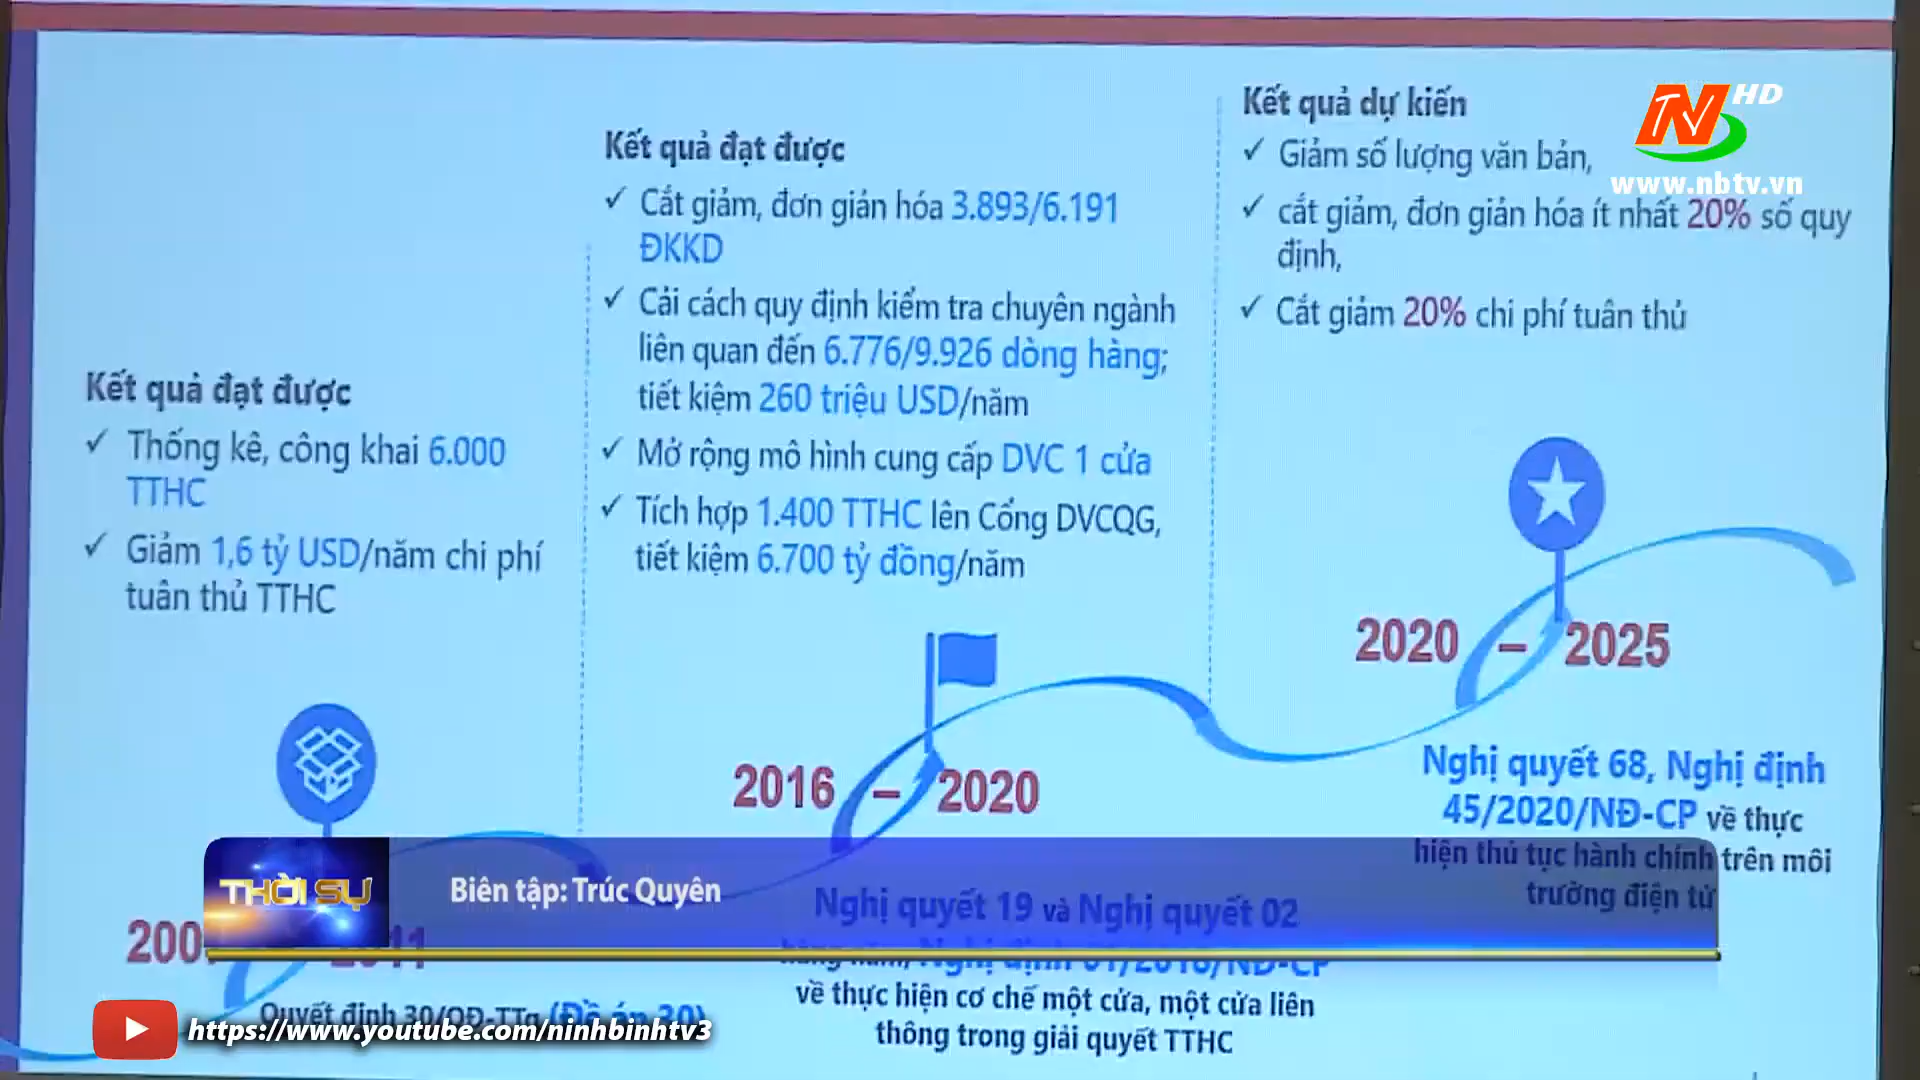 Kết quả đạt được
✓ Thống kê, công khai 6.000
TTHC
✓ Giảm 1,6 tỷ USD/năm chi phí
tuân thủ TTHC
Kết quả đạt được
✓ Cắt giảm, đơn giản hóa 3.893/6.191
ĐKKD
✓ Cải cách quy định kiểm tra chuyên ngành
liên quan đến 6.776/9.926 dòng hàng;
tiết kiệm 260 triệu USD/năm
✓ Mở rộng mô hình cung cấp DVC 1 cửa
✓ Tích hợp 1.400 TTHC lên Cổng DVCQG,
tiết kiệm 6.700 tỷ đồng/năm
Kết quả dự kiến
✓ Giảm số lượng văn bản,
✓ cắt giảm, đơn giản hóa ít nhất 20% số quy
định,
✓ Cắt giảm 20% chi phí tuân thủ
HD
www.nbtv.vn
2020 – 2025
Nghị quyết 68, Nghị định
45/2020/NĐ-CP về thực
hiện thủ tục hành chính trên môi
trường điện tử
2016 – 2020
Nghị quyết 19 và Nghị quyết 02
về thực hiện cơ chế một cửa, một cửa liên
thông trong giải quyết TTHC
Quyết định 30/QĐ-TTg (Đề án 30)
THỜI SỰ
Biên tập: Trúc Quyên
https://www.youtube.com/ninhbinhtv3